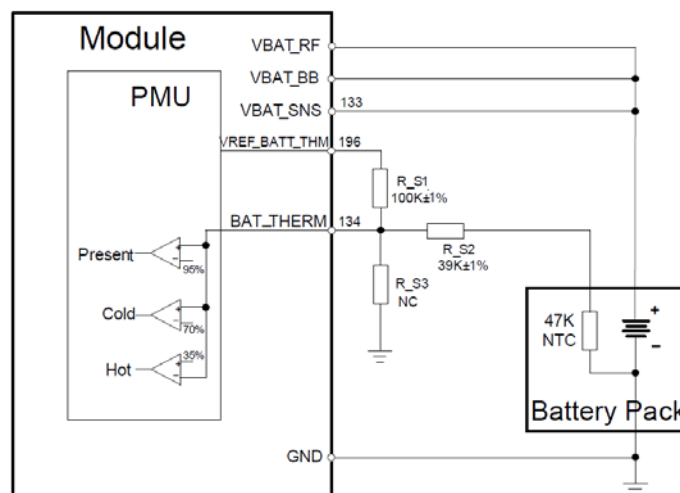 Module
PMU
VBAT_RF
VBAT_BB
VBAT_SNS 133
VREF_BATT_THM 196
R_S1
100K±1%
BAT_THERM 134
R_S2
39K±1%
R_S3
NC
Present
95%
Cold
70%
Hot
35%
47K
NTC
+
−
Battery Pack
GND